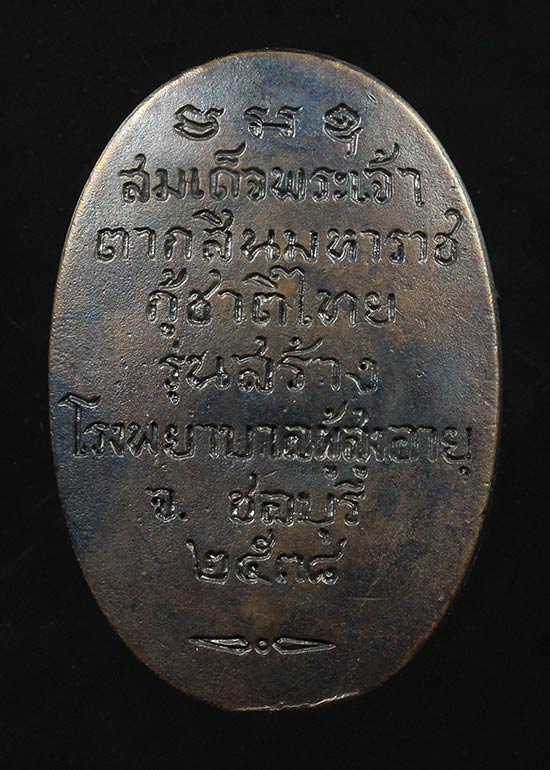 สมเด็จพระเจ้า
ตากสินมหาราช
กู้ชาติไทย
รุ่นสร้าง
โรงพยาบาลผู้สูงอายุ
จ. ชลบุรี
๒๕๓๘